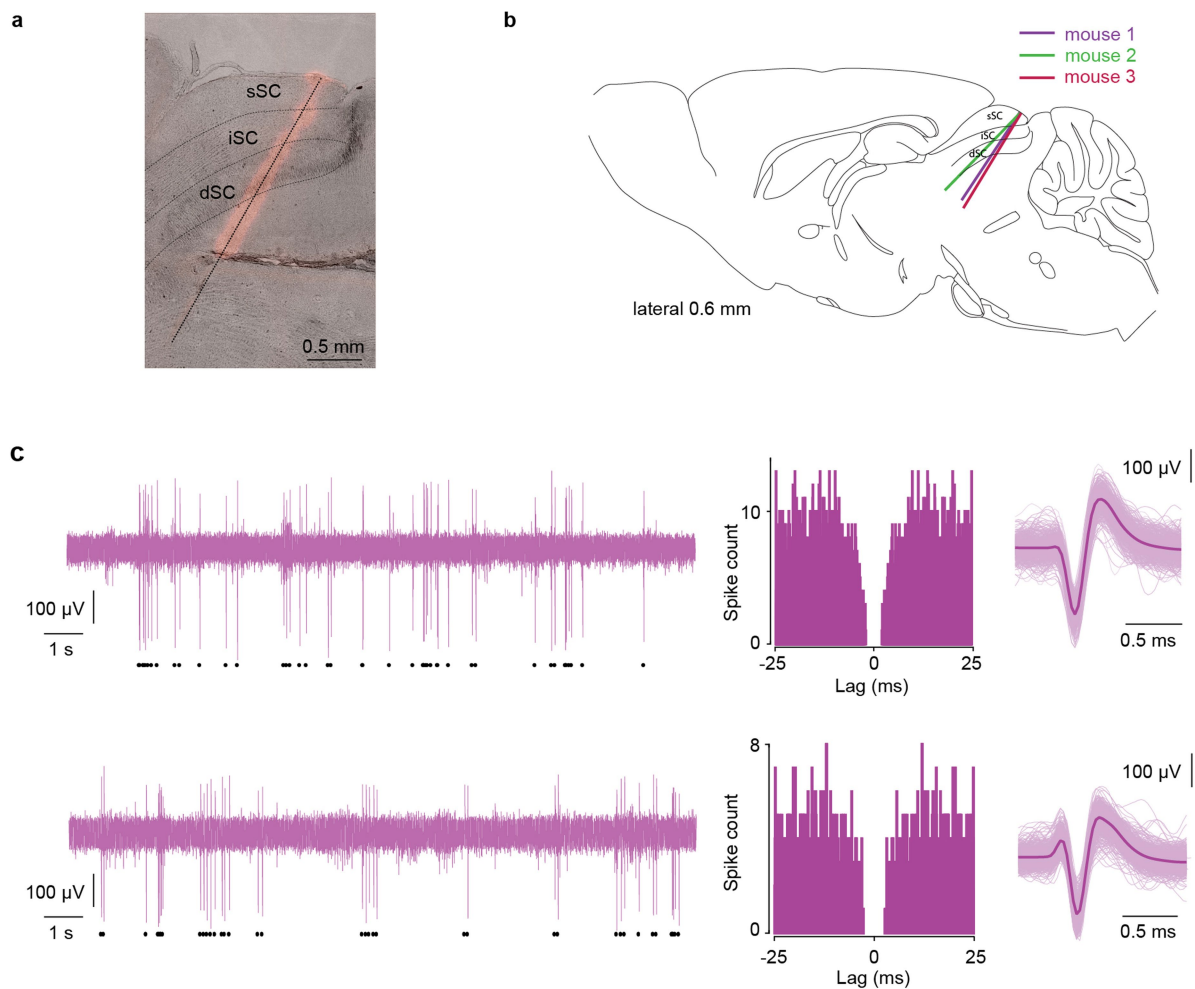 a
sSC
iSC
dSC
0.5 mm
b
mouse 1
mouse 2
mouse 3
sSC
iSC
dSC
lateral 0.6 mm
c
100 µV
1 s
Spike count
10
0
-25
0
25
Lag (ms)
100 µV
0.5 ms
100 µV
1 s
Spike count
8
0
-25
0
25
Lag (ms)
100 µV
0.5 ms